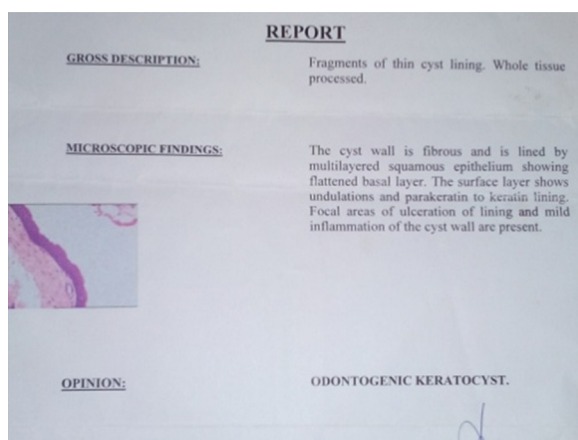 REPORT
GROSS DESCRIPTION:
Fragments of thin cyst lining. Whole tissue
processed.
MICROSCOPIC FINDINGS:
The cyst wall is fibrous and is lined by
multilayered squamous epithelium showing
flattened basal layer. The surface layer shows
undulations and parakeratin to keratin lining.
Focal areas of ulceration of lining and mild
inflammation of the cyst wall are present.
OPINION:
ODONTOGENIC KERATOCYST.